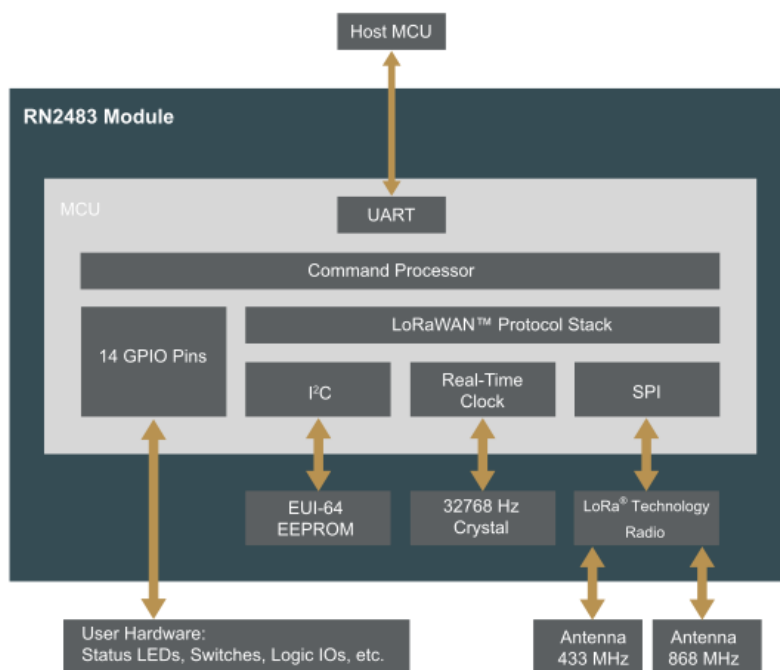 Host MCU
RN2483 Module
MCU
UART
Command Processor
14 GPIO Pins
LoRaWAN™ Protocol Stack
I²C
Real-Time
Clock
SPI
EUI-64
EEPROM
32768 Hz
Crystal
LoRa® Technology
Radio
User Hardware:
Status LEDs, Switches, Logic IOs, etc.
Antenna
433 MHz
Antenna
868 MHz